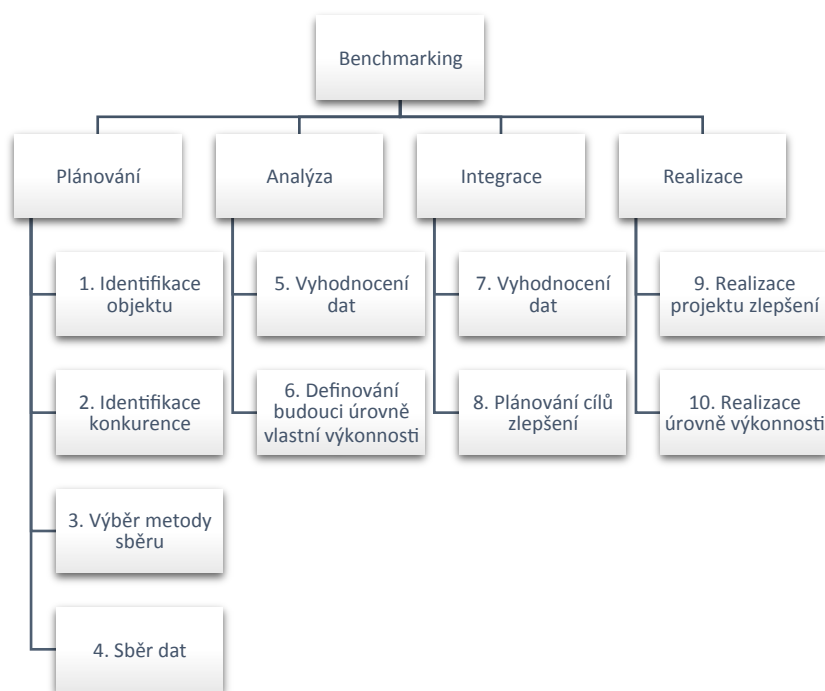 Benchmarking
Plánování
Analýza
Integrace
Realizace
1. Identifikace
objektu
2. Identifikace
konkurence
3. Výběr metody
sběru
4. Sběr dat
5. Vyhodnocení
dat
6. Definování
budouci úrovně
vlastní výkonnosti
7. Vyhodnocení
dat
8. Plánování cílů
zlepšení
9. Realizace
projektu zlepšení
10. Realizace
úrovně výkonnosti